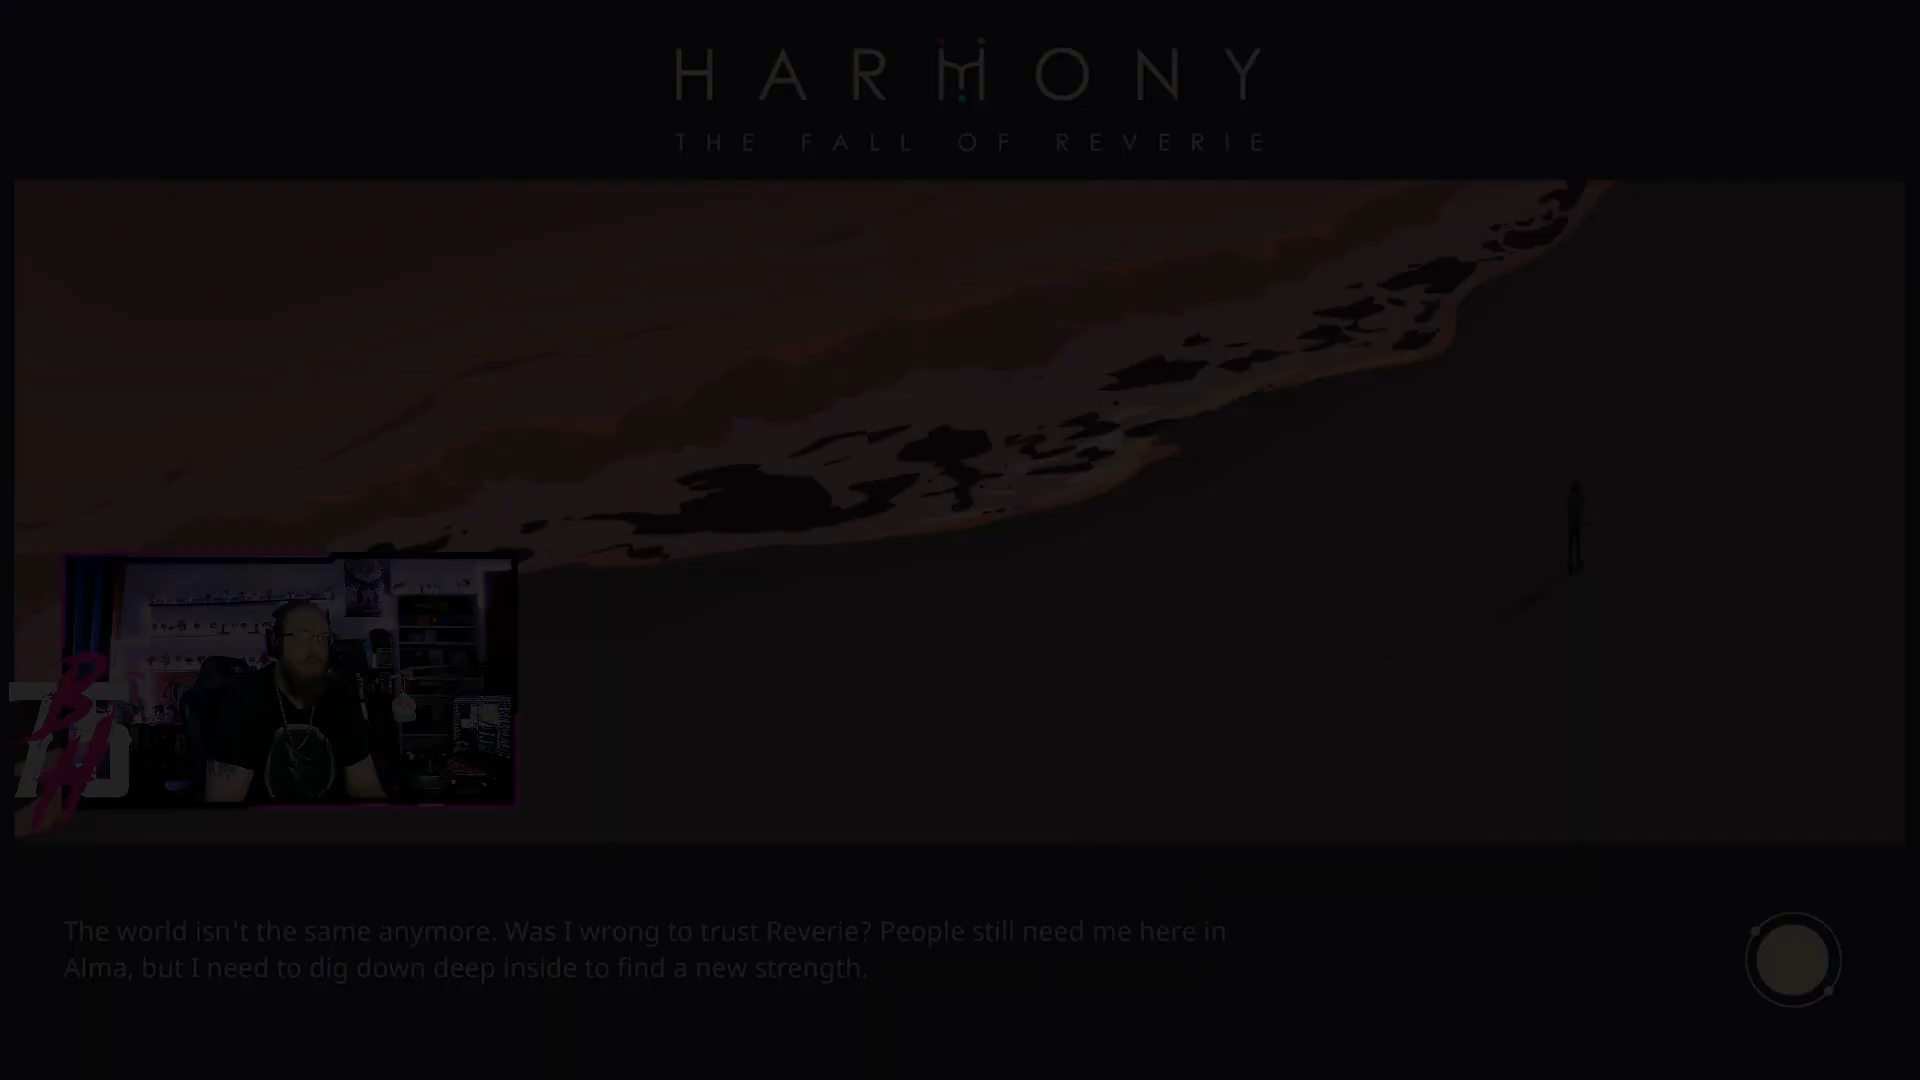 HARMONY
THE FALL OF REVERIE
The world isn't the same anymore. Was I wrong to trust Reverie? People still need me here in
Alma, but I need to dig down deep inside to find a new strength.